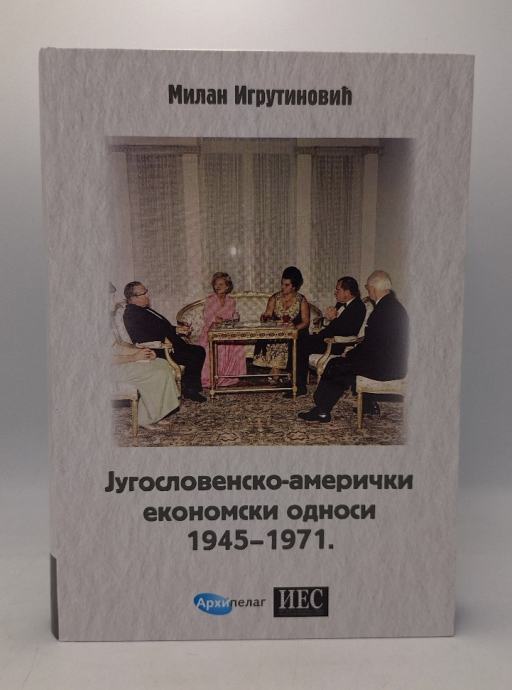 Милан Игрутиновић
Југословенско-амерички
економски односи
1945–1971.
Архипелаг
ИЕС